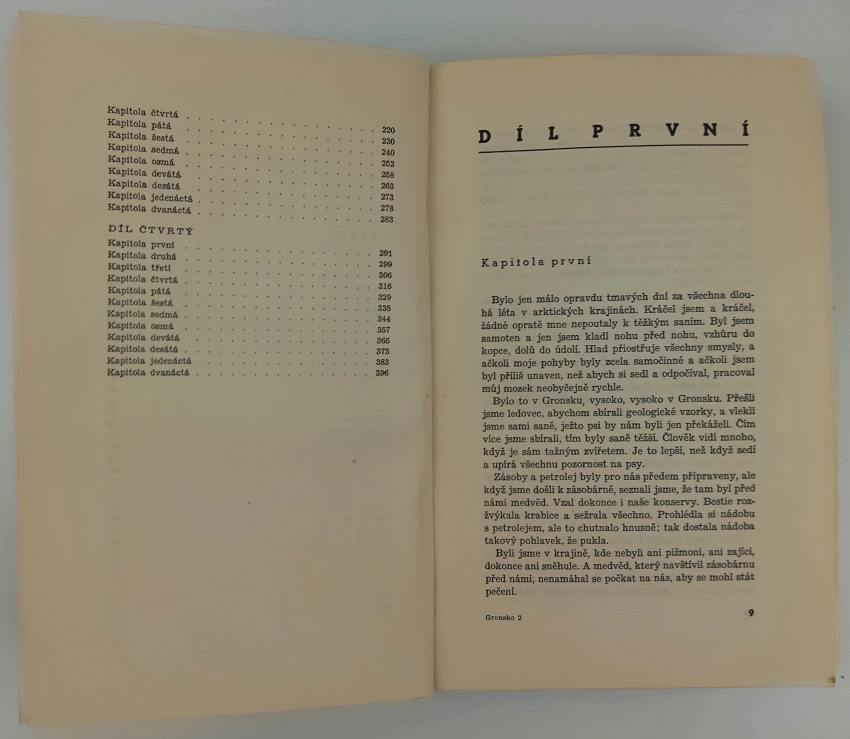 Kapitola čtvrtá . . . . . . . . . . . . . . . 220
Kapitola pátá . . . . . . . . . . . . . . . 230
Kapitola šestá . . . . . . . . . . . . . . . 240
Kapitola sedmá . . . . . . . . . . . . . . . 252
Kapitola osmá . . . . . . . . . . . . . . . 258
Kapitola devátá . . . . . . . . . . . . . . . 263
Kapitola desátá . . . . . . . . . . . . . . . 273
Kapitola jedenáctá . . . . . . . . . . . . . . . 278
Kapitola dvanáctá . . . . . . . . . . . . . . . 283
DÍL ČTVRTÝ
Kapitola první . . . . . . . . . . . . . . . 291
Kapitola druhá . . . . . . . . . . . . . . . 299
Kapitola třetí . . . . . . . . . . . . . . . 306
Kapitola čtvrtá . . . . . . . . . . . . . . . 316
Kapitola pátá . . . . . . . . . . . . . . . 329
Kapitola šestá . . . . . . . . . . . . . . . 335
Kapitola sedmá . . . . . . . . . . . . . . . 344
Kapitola osmá . . . . . . . . . . . . . . . 357
Kapitola devátá . . . . . . . . . . . . . . . 365
Kapitola desátá . . . . . . . . . . . . . . . 375
Kapitola jedenáctá . . . . . . . . . . . . . . . 383
Kapitola dvanáctá . . . . . . . . . . . . . . . 396
DÍL PRVNÍ
Kapitola první
Bylo jen málo opravdu tmavých dní za všechna dlou-
há léta v arktických krajinách. Kráčel jsem a kráčel,
žádné opratě mne nepoutaly k těžkým saním. Byl jsem
samoten a jen jsem kladl nohu před nohu, vzhůru do
kopce, dolů do údolí. Hlad přiostřuje všechny smysly, a
ačkoli moje pohyby byly zcela samočinné a ačkoli jsem
byl příliš unaven, než abych si sedl a odpočíval, pracoval
můj mozek neobyčejně rychle.
Bylo to v Gronsku, vysoko, vysoko v Gronsku. Přešli
jsme ledovec, abychom sbírali geologické vzorky, a vlekli
jsme sami saně, ježto psi by nám byli jen překáželi. Čím
více jsme sbírali, tím byly saně těžší. Člověk vidí mnoho,
když je sám tažným zvířetem. Je to lepší, než když sedí
a upírá všechnu pozornost na psy.
Zásoby a petrolej byly pro nás předem připraveny, ale
když jsme došli k zásobárně, seznali jsme, že tam byl před
námi medvěd. Vzal dokonce i naše konservy. Bestie roz-
žvýkala krabice a sežrala všechno. Prohlédla si nádobu
s petrolejem, ale to chutnalo hnusně; tak dostala nádoba
takový pohlavek, že pukla.
Byli jsme v krajině, kde nebyli ani pižmoni, ani zajíci,
dokonce ani sněhule. A medvěd, který navštívil zásobárnu
před námi, nenamáhal se počkat na nás, aby se mohl stát
pečení.
Gronsko 2 9